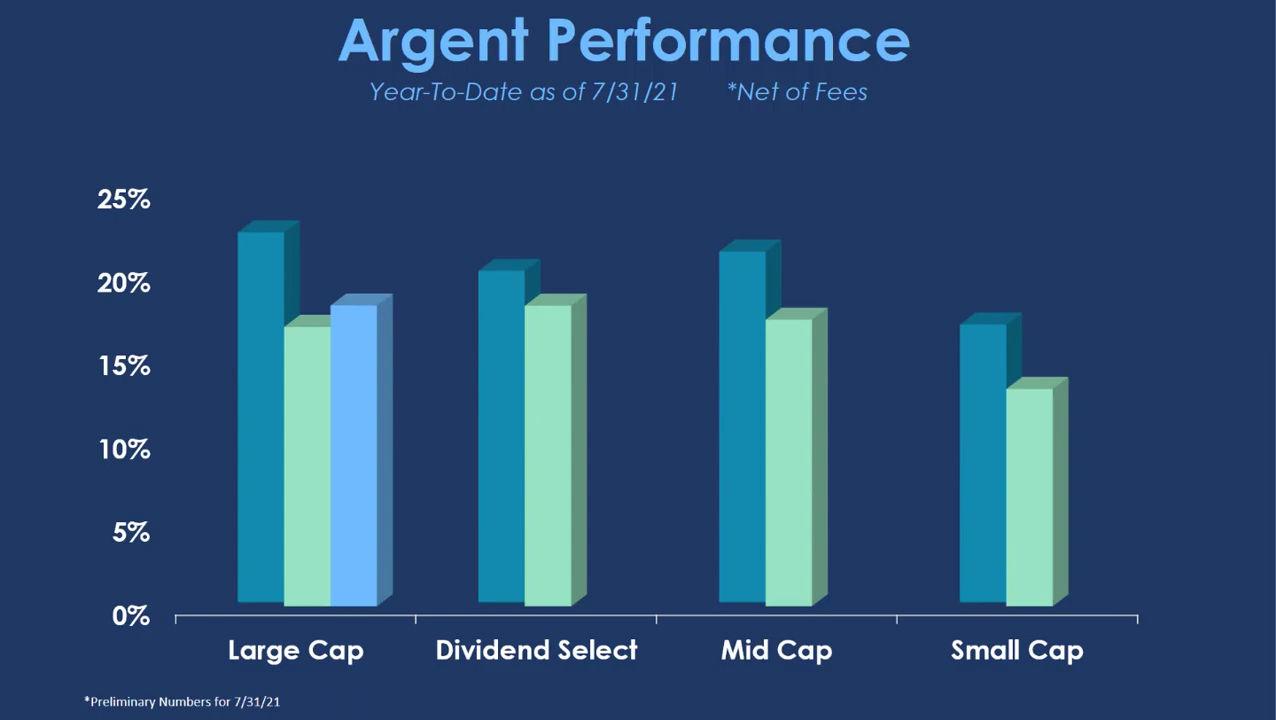 Argent Performance
Year-To-Date as of 7/31/21 *Net of Fees
25%
20%
15%
10%
5%
0%
Large Cap Dividend Select Mid Cap Small Cap
*Preliminary Numbers for 7/31/21